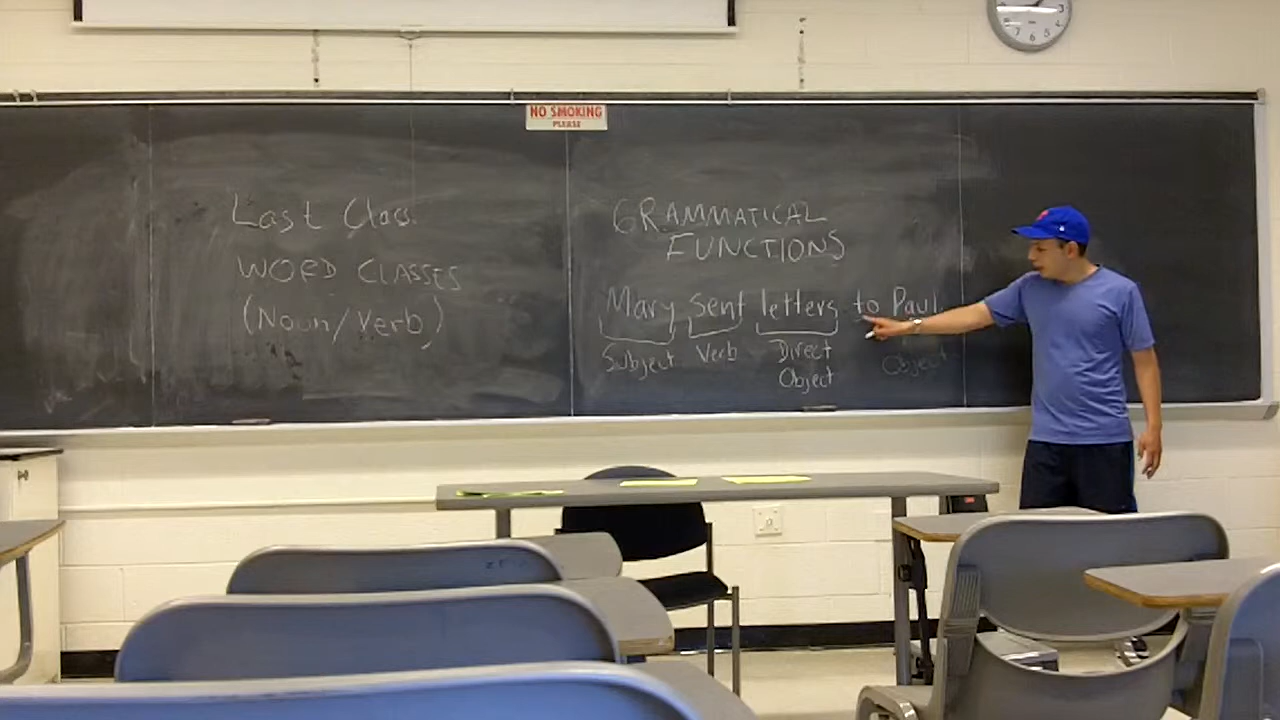 NO SMOKING
PLEASE
Last Class
WORD CLASSES
(Noun/Verb)
GRAMMATICAL
FUNCTIONS
Mary sent letters to Paul
Subject Verb Direct
Object
Object